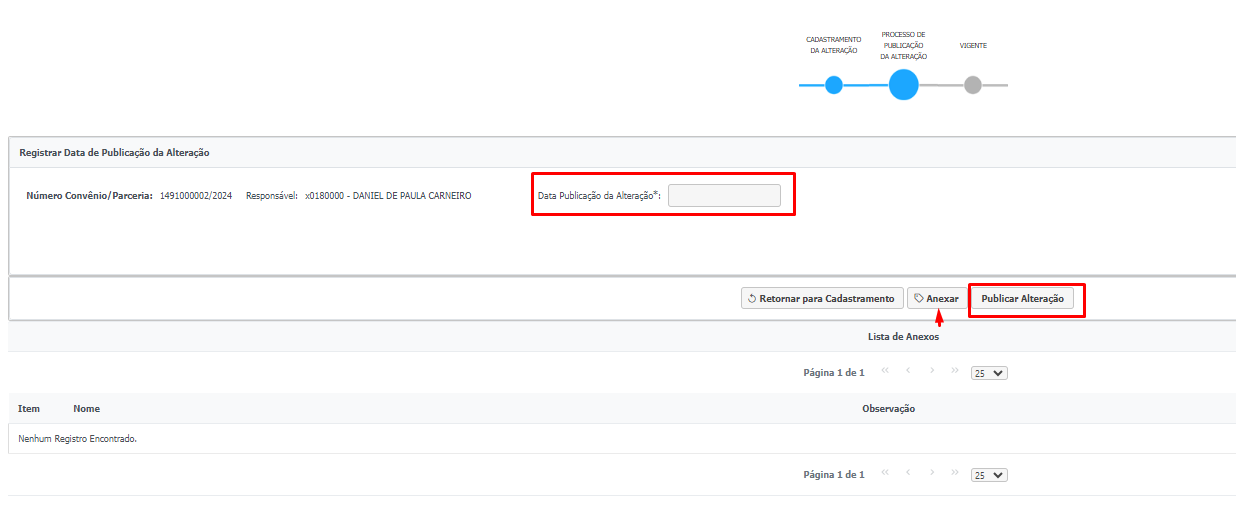 CADASTRAMENTO
DA ALTERAÇÃO
PROCESSO DE
PUBLICAÇÃO
DA ALTERAÇÃO
VIGENTE
Registrar Data de Publicação da Alteração
Número Convênio/Parceria: 1491000002/2024 Responsável: x0180000 - DANIEL DE PAULA CARNEIRO Data Publicação da Alteração*:
Retornar para Cadastramento Anexar Publicar Alteração
Lista de Anexos
Página 1 de 1 « ‹ › » 25
Item Nome Observação
Nenhum Registro Encontrado.
Página 1 de 1 « ‹ › » 25